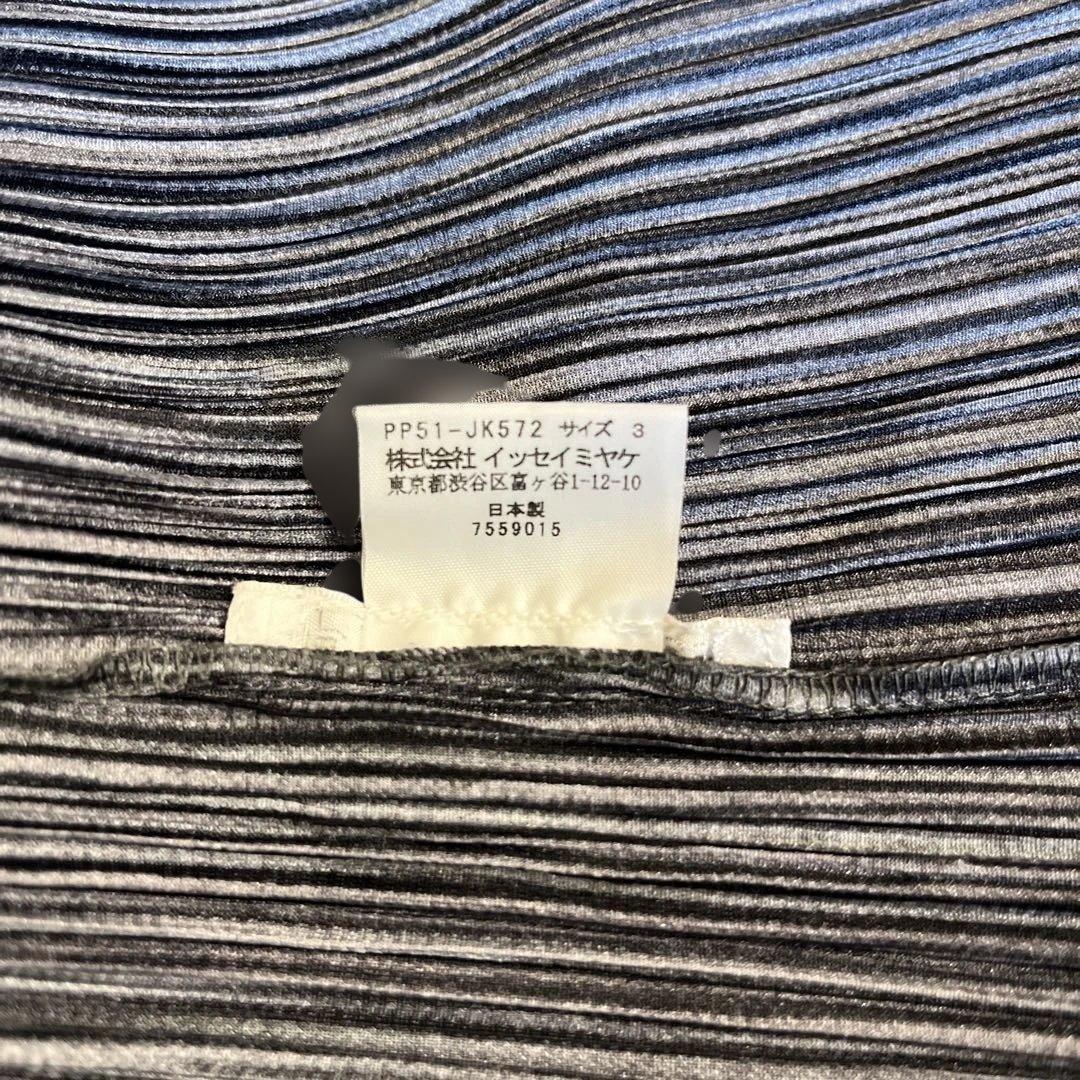 PP51-JK572 サイズ 3
株式会社 イッセイミヤケ
東京都渋谷区富ヶ谷1-12-10
日本製
7559015